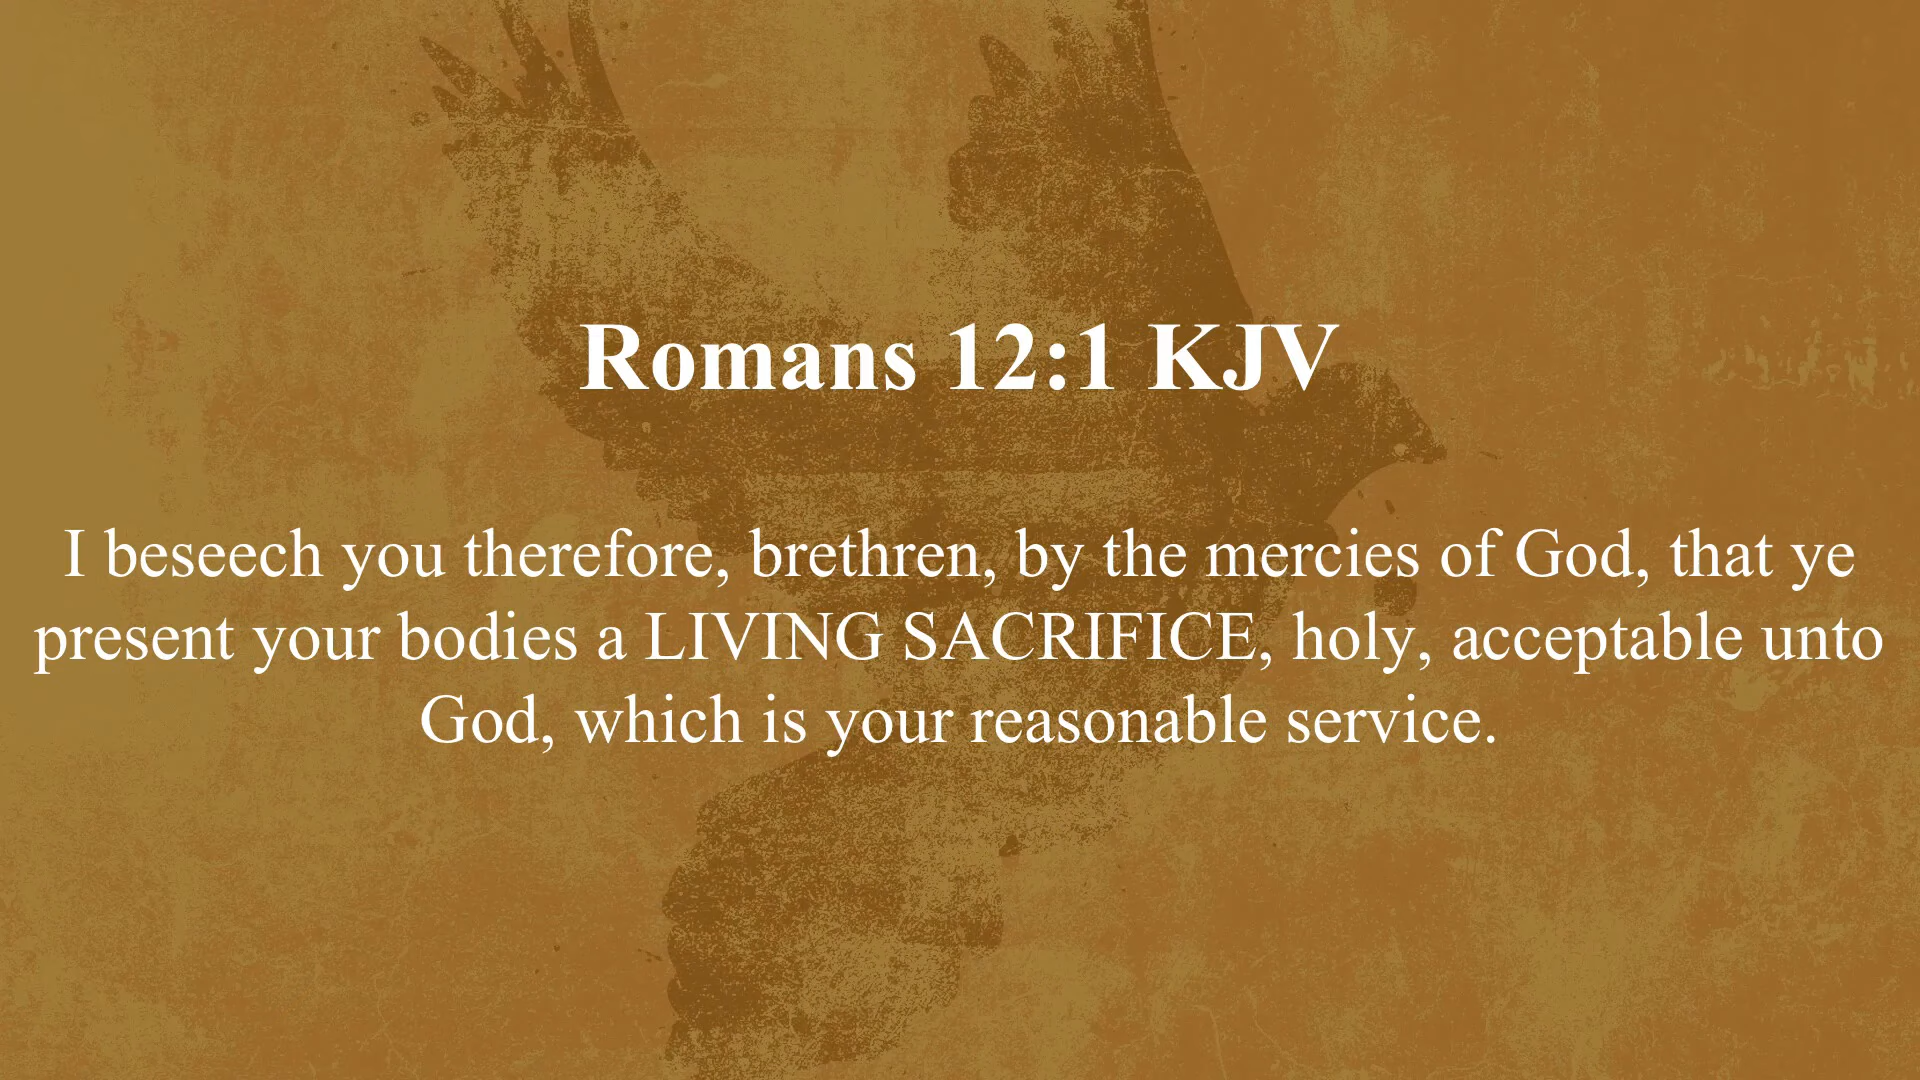 Romans 12:1 KJV
I beseech you therefore, brethren, by the mercies of God, that ye
present your bodies a LIVING SACRIFICE, holy, acceptable unto
God, which is your reasonable service.